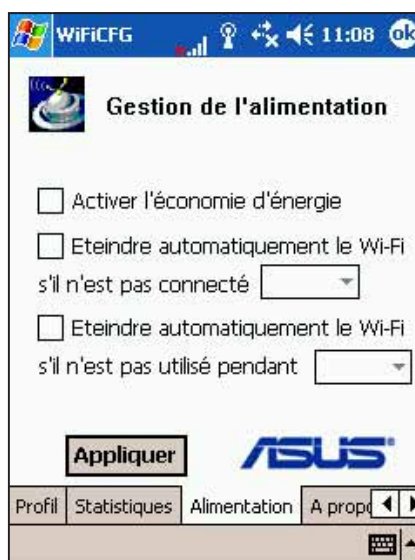 WiFiCFG 11:08 ok
Gestion de l'alimentation
Activer l'économie d'énergie
Eteindre automatiquement le Wi-Fi
s'il n'est pas connecté
Eteindre automatiquement le Wi-Fi
s'il n'est pas utilisé pendant
Appliquer ASUS
Profil Statistiques Alimentation A prop